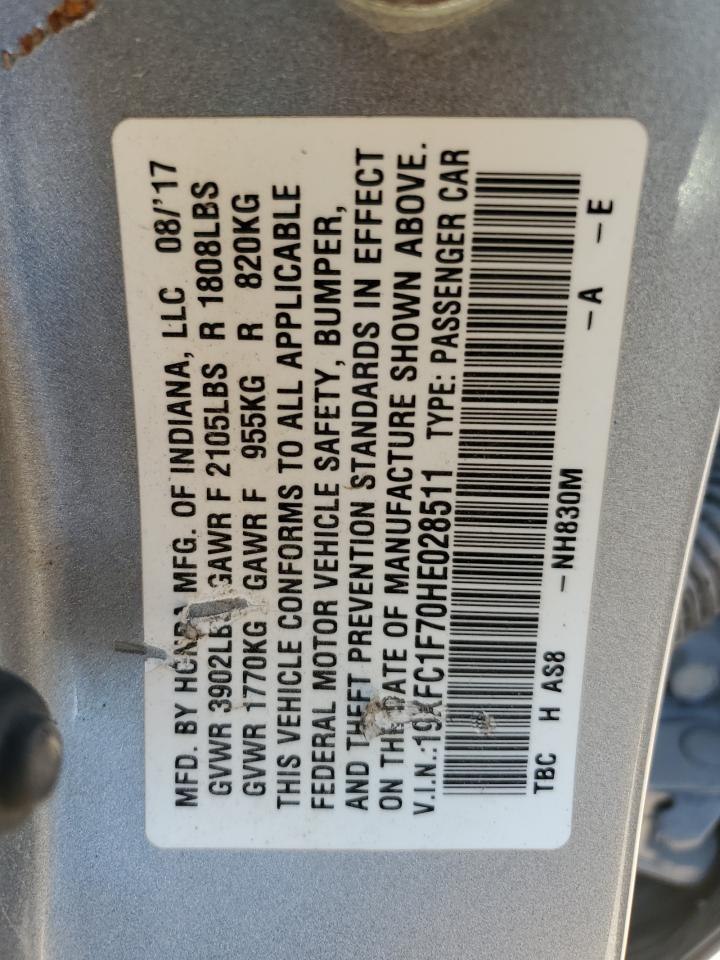 MFD. BY HONDA MFG. OF INDIANA, LLC 08/'17
GVWR 3902LBS GAWR F 2105LBS R 1808LBS
GVWR 1770KG GAWR F 955KG R 820KG
THIS VEHICLE CONFORMS TO ALL APPLICABLE
FEDERAL MOTOR VEHICLE SAFETY, BUMPER,
AND THEFT PREVENTION STANDARDS IN EFFECT
ON THE DATE OF MANUFACTURE SHOWN ABOVE.
V.I.N.:19XFC1F70HE028511 TYPE: PASSENGER CAR
TBC H AS8 -NH830M -A -E